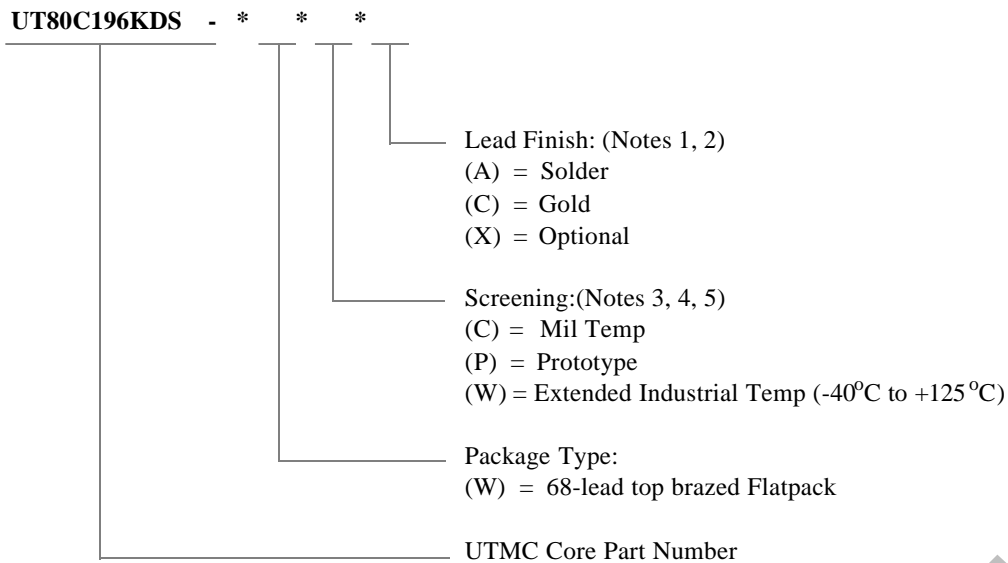 UT80C196KDS - * * *
Lead Finish: (Notes 1, 2)
(A) = Solder
(C) = Gold
(X) = Optional
Screening:(Notes 3, 4, 5)
(C) = Mil Temp
(P) = Prototype
(W) = Extended Industrial Temp (-40°C to +125°C)
Package Type:
(W) = 68-lead top brazed Flatpack
UTMC Core Part Number